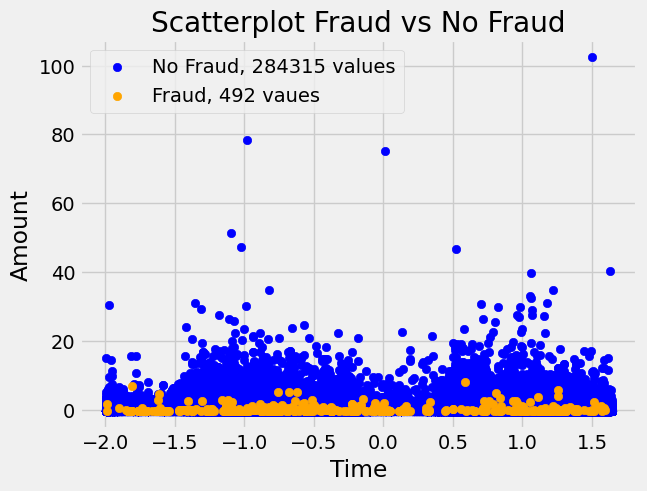 Scatterplot Fraud vs No Fraud
No Fraud, 284315 values
Fraud, 492 vaues
Amount
100
80
60
40
20
0
−2.0 −1.5 −1.0 −0.5 0.0 0.5 1.0 1.5
Time